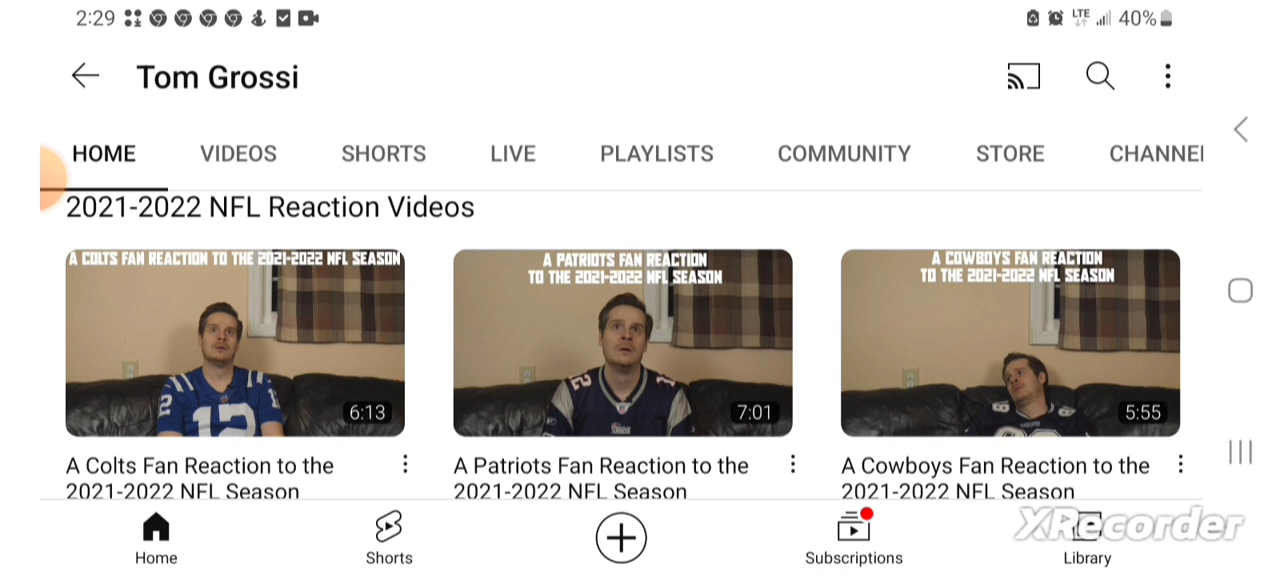 2:29
LTE
40%
Tom Grossi
HOME VIDEOS SHORTS LIVE PLAYLISTS COMMUNITY STORE CHANNEL
2021-2022 NFL Reaction Videos
A COLTS FAN REACTION TO THE 2021-2022 NFL SEASON
12
6:13
A PATRIOTS FAN REACTION
TO THE 2021-2022 NFL SEASON
12
7:01
A COWBOYS FAN REACTION
TO THE 2021-2022 NFL SEASON
5:55
A Colts Fan Reaction to the
2021-2022 NFL Season
A Patriots Fan Reaction to the
2021-2022 NFL Season
A Cowboys Fan Reaction to the
2021-2022 NFL Season
Home
Shorts
Subscriptions
Library
XRecorder